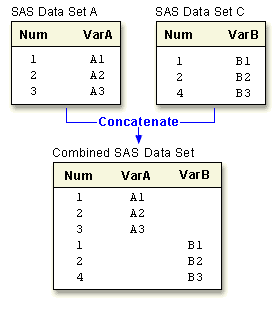 SAS Data Set A SAS Data Set C
Num VarA Num VarB
1 A1 1 B1
2 A2 2 B2
3 A3 4 B3
Concatenate
Combined SAS Data Set
Num VarA VarB
1 A1
2 A2
3 A3
1 B1
2 B2
4 B3